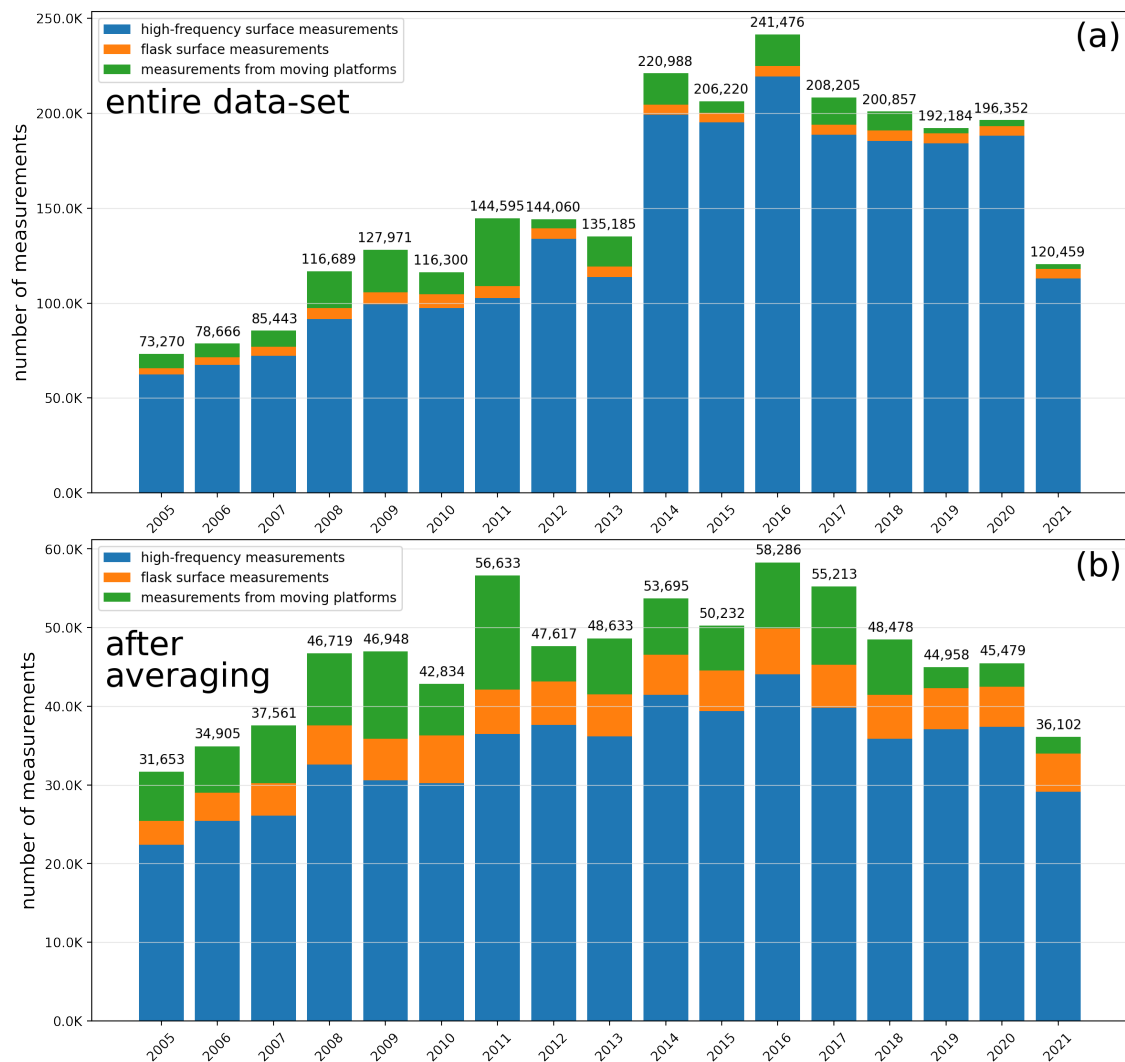 250.0K
200.0K
150.0K
100.0K
50.0K
0.0K
number of measurements
high-frequency surface measurements
flask surface measurements
measurements from moving platforms
entire data-set
(a)
73,270
78,666
85,443
116,689
127,971
116,300
144,595
144,060
135,185
220,988
206,220
241,476
208,205
200,857
192,184
196,352
120,459
2005
2006
2007
2008
2009
2010
2011
2012
2013
2014
2015
2016
2017
2018
2019
2020
2021
60.0K
50.0K
40.0K
30.0K
20.0K
10.0K
0.0K
number of measurements
high-frequency measurements
flask surface measurements
measurements from moving platforms
after
averaging
(b)
31,653
34,905
37,561
46,719
46,948
42,834
56,633
47,617
48,633
53,695
50,232
58,286
55,213
48,478
44,958
45,479
36,102
2005
2006
2007
2008
2009
2010
2011
2012
2013
2014
2015
2016
2017
2018
2019
2020
2021